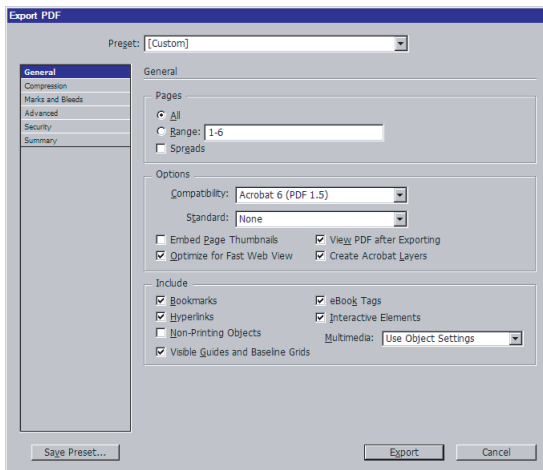 Export PDF
Preset: [Custom]
General
Compression
Marks and Bleeds
Advanced
Security
Summary
General
Pages
All
Range: 1-6
Spreads
Options
Compatibility: Acrobat 6 (PDF 1.5)
Standard: None
Embed Page Thumbnails View PDF after Exporting
Optimize for Fast Web View Create Acrobat Layers
Include
Bookmarks eBook Tags
Hyperlinks Interactive Elements
Non-Printing Objects Multimedia: Use Object Settings
Visible Guides and Baseline Grids
Save Preset... Export Cancel